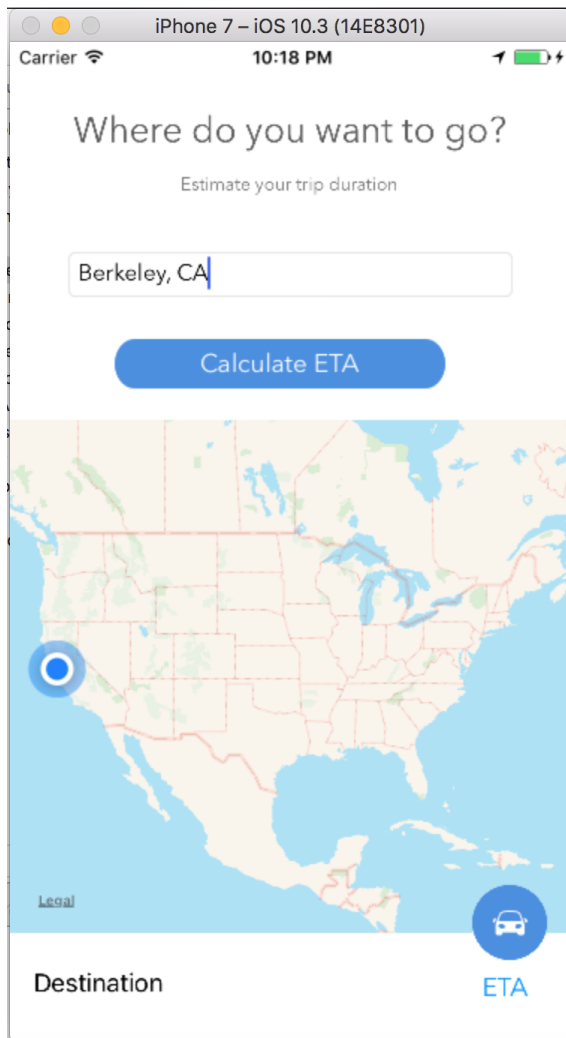 iPhone 7 – iOS 10.3 (14E8301)
Carrier 10:18 PM
Where do you want to go?
Estimate your trip duration
Berkeley, CA
Calculate ETA
Legal
Destination
ETA